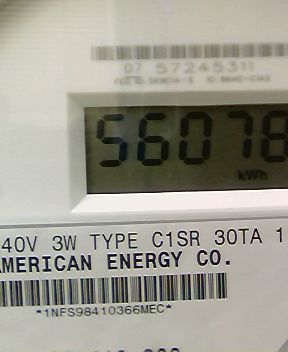 07 57245311
56078
kWh
40V 3W TYPE C1SR 30TA 1
AMERICAN ENERGY CO.
*1NFS98410366MEC*